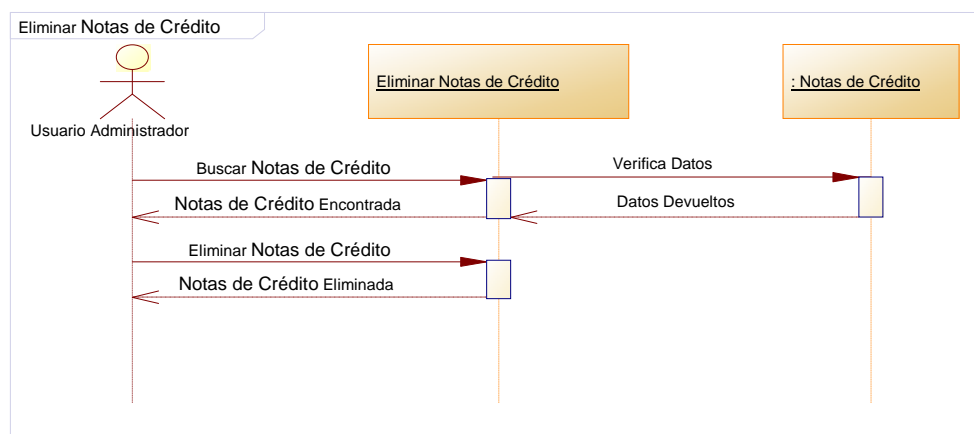 Eliminar Notas de Crédito
Eliminar Notas de Crédito
: Notas de Crédito
Usuario Administrador
Buscar Notas de Crédito
Verifica Datos
Notas de Crédito Encontrada
Datos Devueltos
Eliminar Notas de Crédito
Notas de Crédito Eliminada